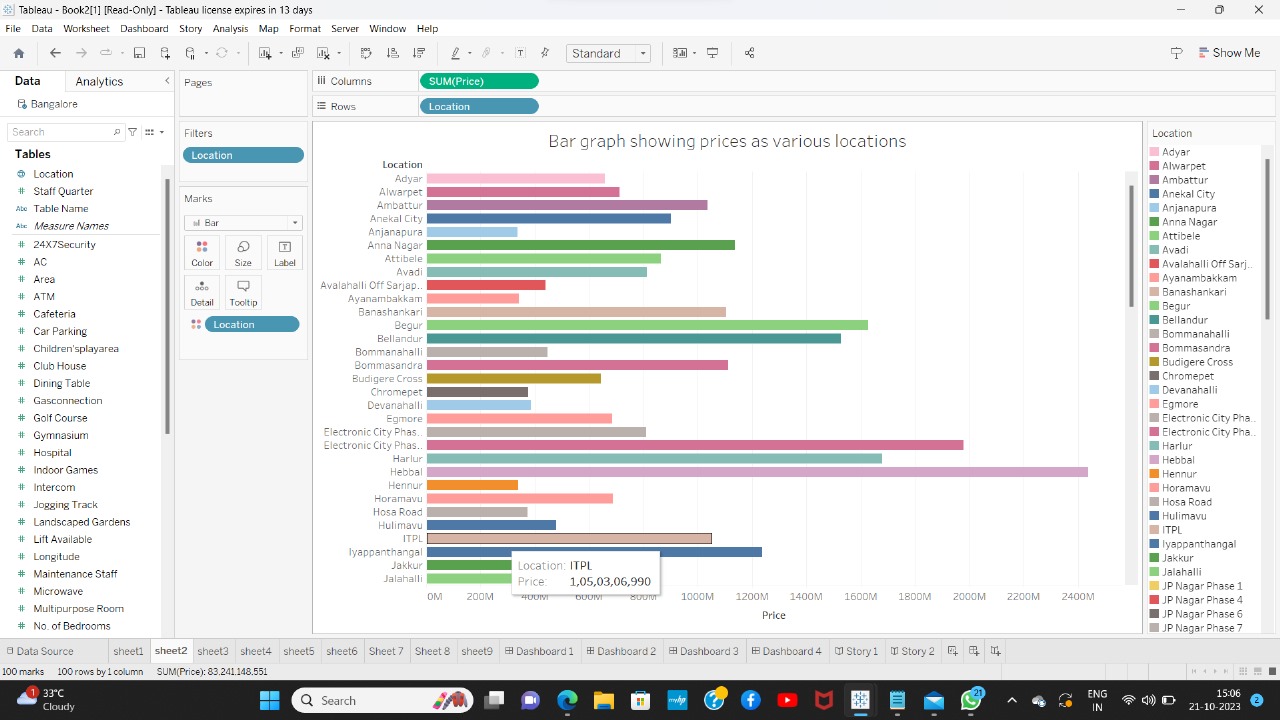 Tableau - Book2[1] [Read-Only] - Tableau license expires in 13 days
File Data Worksheet Dashboard Story Analysis Map Format Server Window Help
Standard
Show Me
Data Analytics
Bangalore
Search
Tables
Location
Staff Quarter
Abc Table Name
Abc Measure Names
24X7Security
AC
Area
ATM
Cafeteria
Car Parking
Children'splayarea
Club House
Dining Table
Gasconnection
Golf Course
Gymnasium
Hospital
Indoor Games
Intercom
Jogging Track
Landscaped Gardens
Lift Available
Longitude
Maintenance Staff
Microwave
Multipurpose Room
No. of Bedrooms
Pages
Filters
Location
Marks
Bar
Color Size Label
Detail Tooltip
Location
Columns SUM(Price)
Rows Location
Bar graph showing prices as various locations
Location
Adyar
Alwarpet
Ambattur
Anekal City
Anjanapura
Anna Nagar
Attibele
Avadi
Avalahalli Off Sarjap..
Ayanambakkam
Banashankari
Begur
Bellandur
Bommanahalli
Bommasandra
Budigere Cross
Chromepet
Devanahalli
Egmore
Electronic City Phas..
Electronic City Phas..
Harlur
Hebbal
Hennur
Horamavu
Hosa Road
Hulimavu
ITPL
Iyappanthangal
Jakkur
Jalahalli
Location: ITPL
Price: 1,05,03,06,990
0M 200M 400M 600M 800M 1000M 1200M 1400M 1600M 1800M 2000M 2200M 2400M
Price
Location
Adyar
Alwarpet
Ambattur
Anekal City
Anjanapura
Anna Nagar
Attibele
Avadi
Avalahalli Off Sarj..
Ayanambakkam
Banashankari
Begur
Bellandur
Bommanahalli
Bommasandra
Budigere Cross
Chromepet
Devanahalli
Egmore
Electronic City Pha..
Electronic City Pha..
Harlur
Hebbal
Hennur
Horamavu
Hosa Road
Hulimavu
ITPL
Iyappanthangal
Jakkur
Jalahalli
JP Nagar Phase 1
JP Nagar Phase 4
JP Nagar Phase 6
JP Nagar Phase 7
Data Source sheet1 sheet2 sheet3 sheet4 sheet5 sheet6 Sheet 7 Sheet 8 sheet9 Dashboard 1 Dashboard 2 Dashboard 3 Dashboard 4 Story 1 Story 2
100 marks 100 rows by 1 column SUM(Price): 83,241,148,551
1
33°C
Cloudy
Search
myhp
21
ENG
IN
15:06
21-10-2023
2